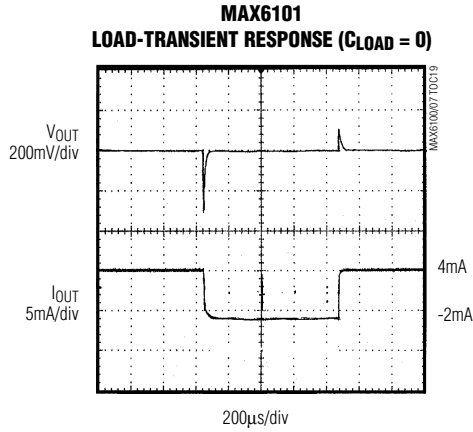 MAX6101
LOAD-TRANSIENT RESPONSE (CLOAD = 0)
MAX6100/07 TOC19
VOUT
200mV/div
IOUT
5mA/div
4mA
-2mA
200μs/div